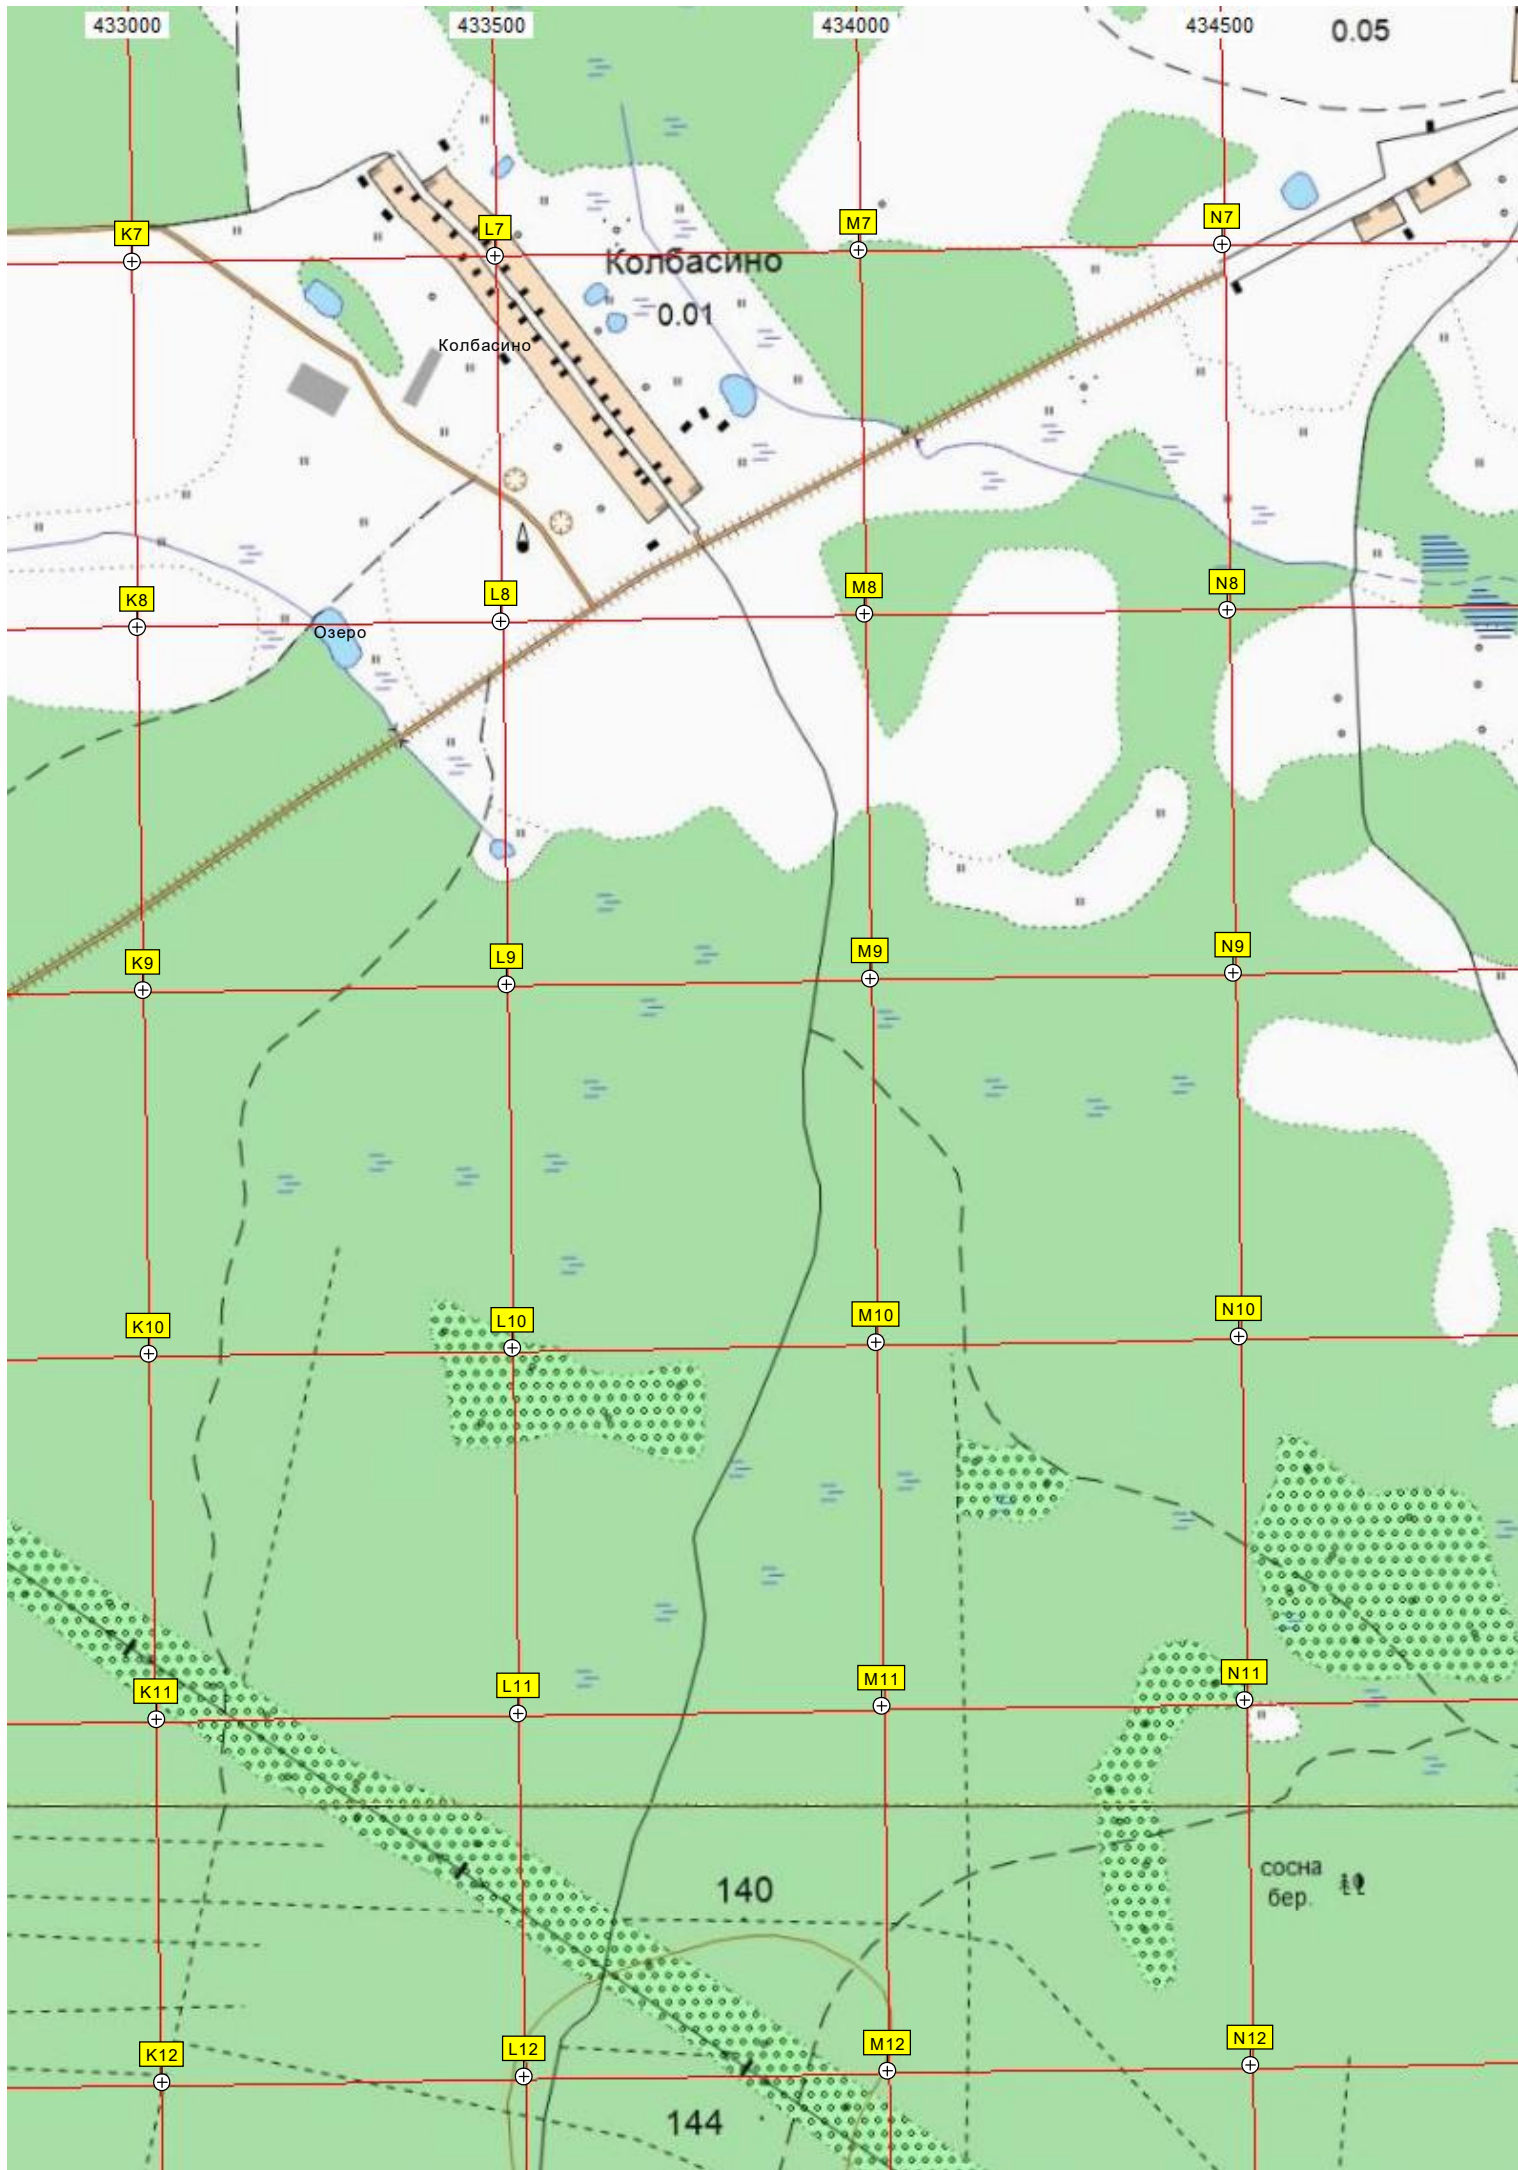 433000 433500 434000 434500
0.05
K7 L7 M7 N7
Колбасино
0.01
Колбасино
K8 L8 M8 N8
Озеро
K9 L9 M9 N9
K10 L10 M10 N10
K11 L11 M11 N11
сосна
бер.
140
K12 L12 M12 N12
144